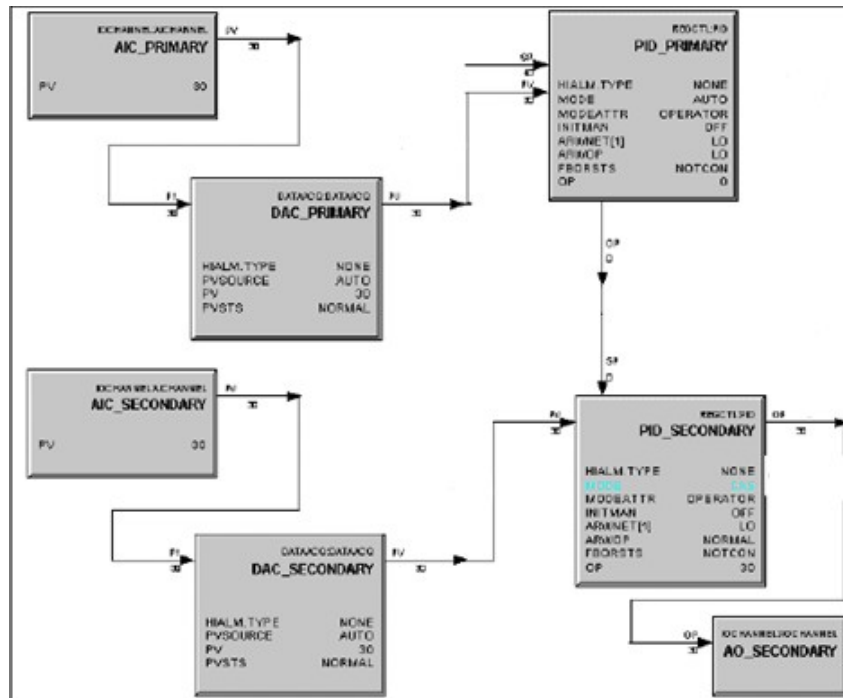 PV
30
AIC_PRIMARY
PV 30
P1
30
DATAACQ:DATAACQ
DAC_PRIMARY
HIALM.TYPE NONE
PVSOURCE AUTO
PV 30
PVSTS NORMAL
PV
30
SP
PV
REGCTL:PID
PID_PRIMARY
HIALM.TYPE NONE
MODE AUTO
MODEATTR OPERATOR
INITMAN OFF
ARWNET[1] LO
ARWOP LO
FBORSTS NOTCON
OP 0
OP
0
SP
0
AIC_SECONDARY
PV 30
PV
30
P1
30
DATAACQ:DATAACQ
DAC_SECONDARY
HIALM.TYPE NONE
PVSOURCE AUTO
PV 30
PVSTS NORMAL
PV
30
PV
30
REGCTL:PID
PID_SECONDARY
HIALM.TYPE NONE
MODE CAS
MODEATTR OPERATOR
INITMAN OFF
ARWNET[1] LO
ARWOP NORMAL
FBORSTS NOTCON
OP 30
OP
30
OP
30
AO_SECONDARY